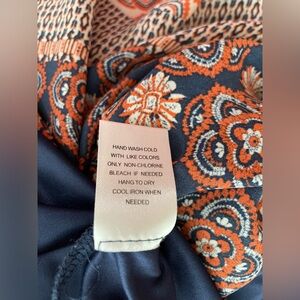 HAND WASH COLD
WITH LIKE COLORS
ONLY NON-CHLORINE
BLEACH IF NEEDED
HANG TO DRY
COOL IRON WHEN
NEEDED